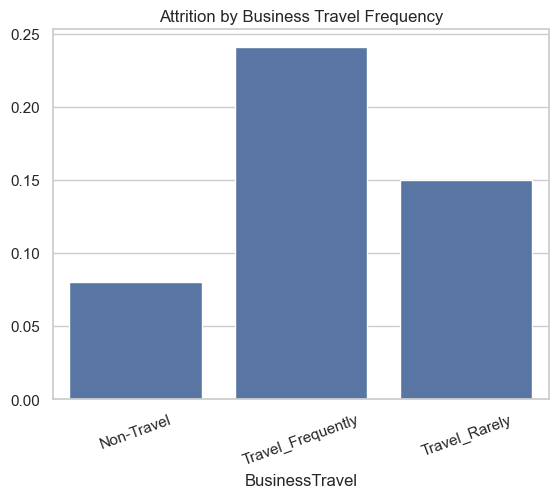 Attrition by Business Travel Frequency
0.25
0.20
0.15
0.10
0.05
0.00
Non-Travel
Travel_Frequently
Travel_Rarely
BusinessTravel